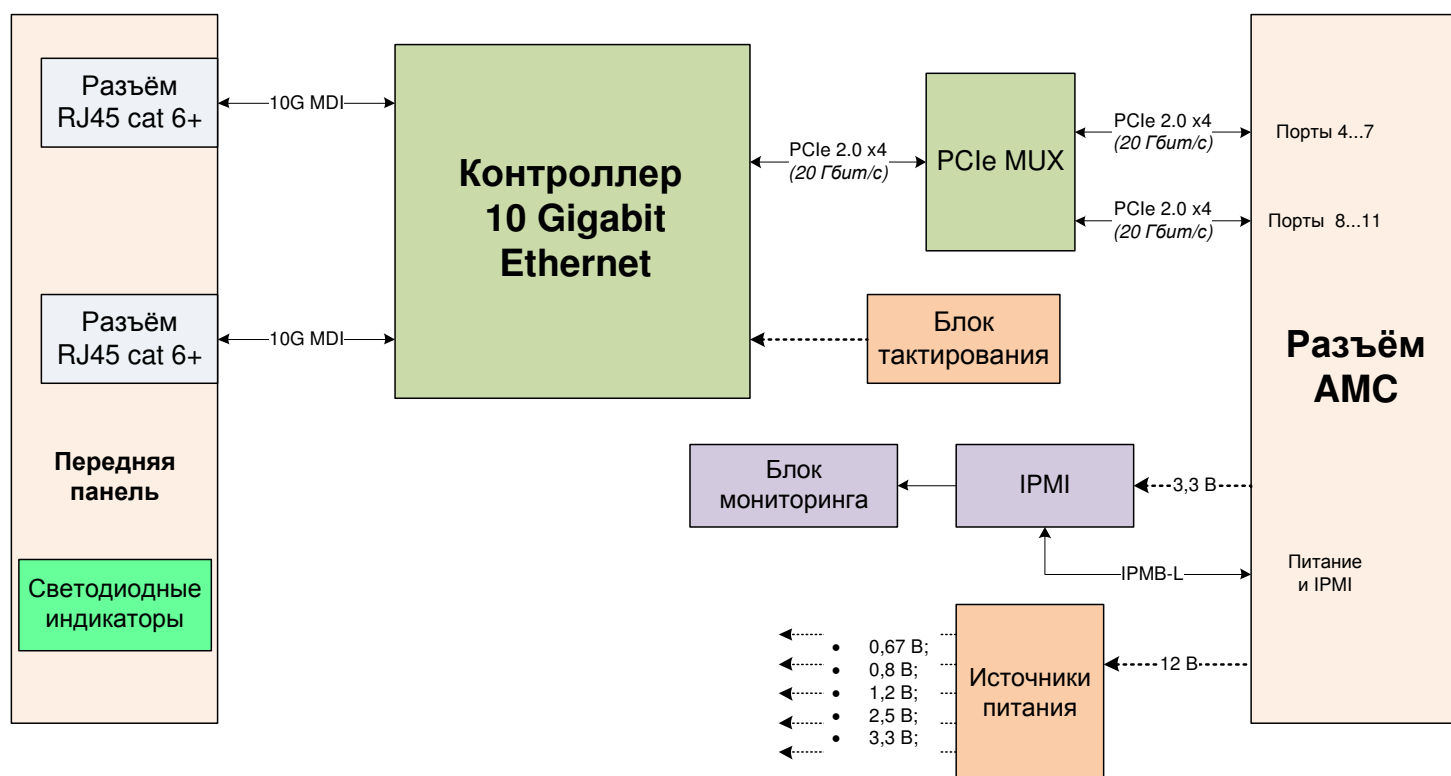 Разъём
RJ45 cat 6+
10G MDI
Контроллер
10 Gigabit
Ethernet
PCIe 2.0 x4
(20 Гбит/с)
PCIe MUX
PCIe 2.0 x4
(20 Гбит/с)
Порты 4...7
PCIe 2.0 x4
(20 Гбит/с)
Порты 8...11
Разъём
RJ45 cat 6+
10G MDI
Блок
тактирования
Разъём
АМС
Передняя
панель
Блок
мониторинга
IPMI
3,3 В
IPMB-L
Питание
и IPMI
Светодиодные
индикаторы
• 0,67 В;
• 0,8 В;
• 1,2 В;
• 2,5 В;
• 3,3 В;
Источники
питания
12 В